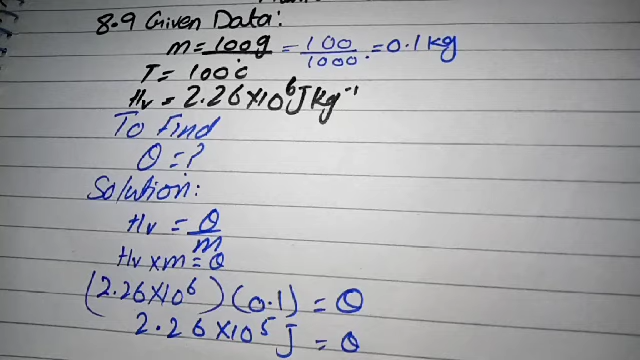 8.9 Given Data:
m = 100g = 100/1000 = 0.1 kg
T = 100°C
Hv = 2.26×10⁶ J kg⁻¹
To Find
Q = ?
Solution:
Hv = Q/m
Hv × m = Q
(2.26×10⁶) (0.1) = Q
2.26×10⁵ J = Q